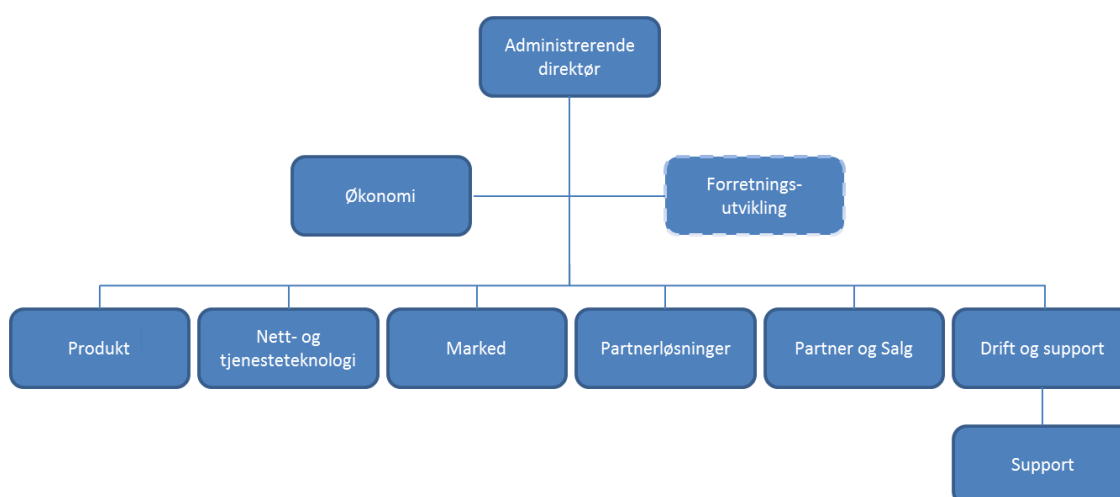 Administrerende
direktør
Økonomi
Forretnings-
utvikling
Produkt
Nett- og
tjenesteteknologi
Marked
Partnerløsninger
Partner og Salg
Drift og support
Support